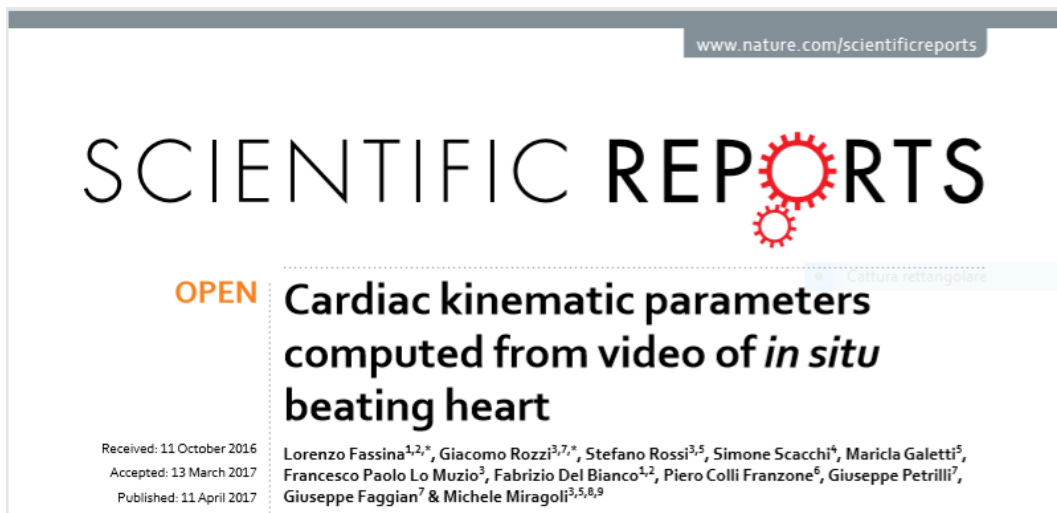 www.nature.com/scientificreports
SCIENTIFIC REPORTS
Cattura rettangolare
OPEN
Cardiac kinematic parameters
computed from video of in situ
beating heart
Received: 11 October 2016
Accepted: 13 March 2017
Published: 11 April 2017
Lorenzo Fassina1,2,*, Giacomo Rozzi3,7,*, Stefano Rossi3,5, Simone Scacchi4, Maricla Galetti5,
Francesco Paolo Lo Muzio3, Fabrizio Del Bianco1,2, Piero Colli Franzone6, Giuseppe Petrilli7,
Giuseppe Faggian7 & Michele Miragoli3,5,8,9